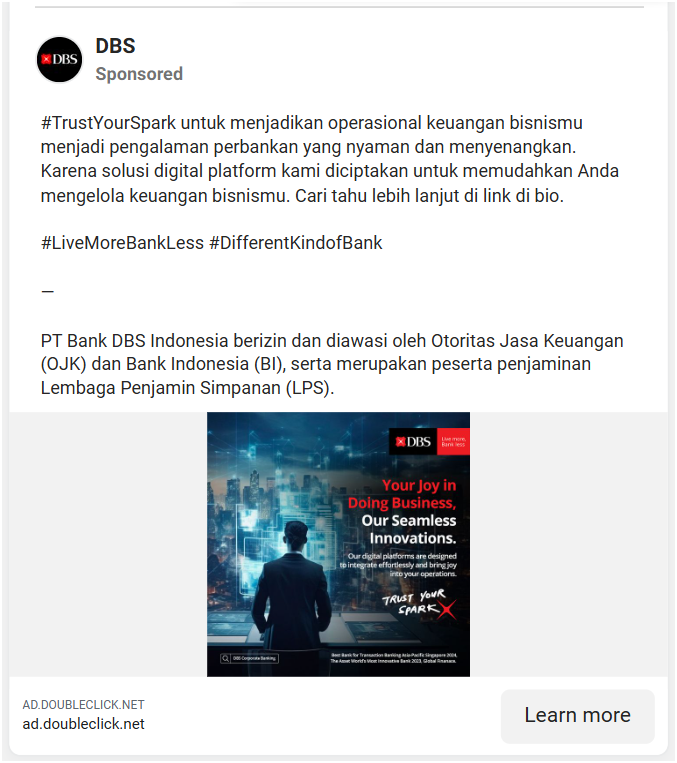 DBS
DBS
Sponsored
#TrustYourSpark untuk menjadikan operasional keuangan bisnismu
menjadi pengalaman perbankan yang nyaman dan menyenangkan.
Karena solusi digital platform kami diciptakan untuk memudahkan Anda
mengelola keuangan bisnismu. Cari tahu lebih lanjut di link di bio.
#LiveMoreBankLess #DifferentKindofBank
—
PT Bank DBS Indonesia berizin dan diawasi oleh Otoritas Jasa Keuangan
(OJK) dan Bank Indonesia (BI), serta merupakan peserta penjaminan
Lembaga Penjamin Simpanan (LPS).
DBS
Live more,
Bank less
Your Joy in
Doing Business,
Our Seamless
Innovations.
Our digital platforms are designed
to integrate effortlessly and bring joy
into your operations.
TRUST YOUR
SPARK
DBS Corporate Banking
Best Bank for Transaction Banking Asia-Pacific Singapore 2024,
The Asset World's Most Innovative Bank 2023, Global Finance.
AD.DOUBLECLICK.NET
ad.doubleclick.net
Learn more